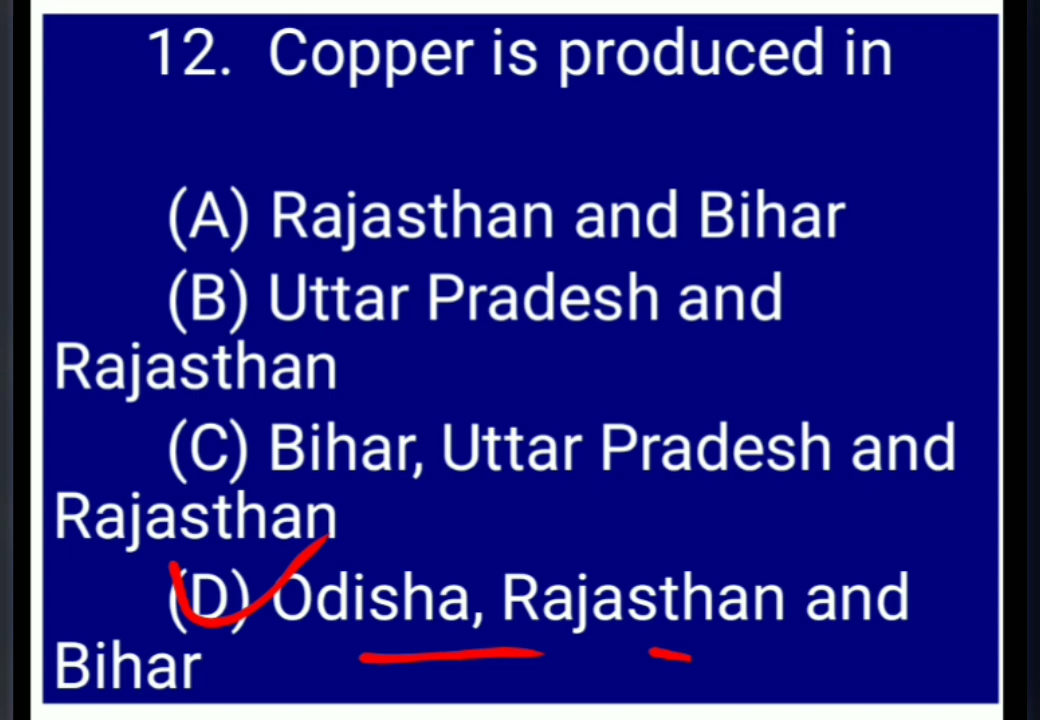 12. Copper is produced in
(A) Rajasthan and Bihar
(B) Uttar Pradesh and
Rajasthan
(C) Bihar, Uttar Pradesh and
Rajasthan
(D) Odisha, Rajasthan and
Bihar